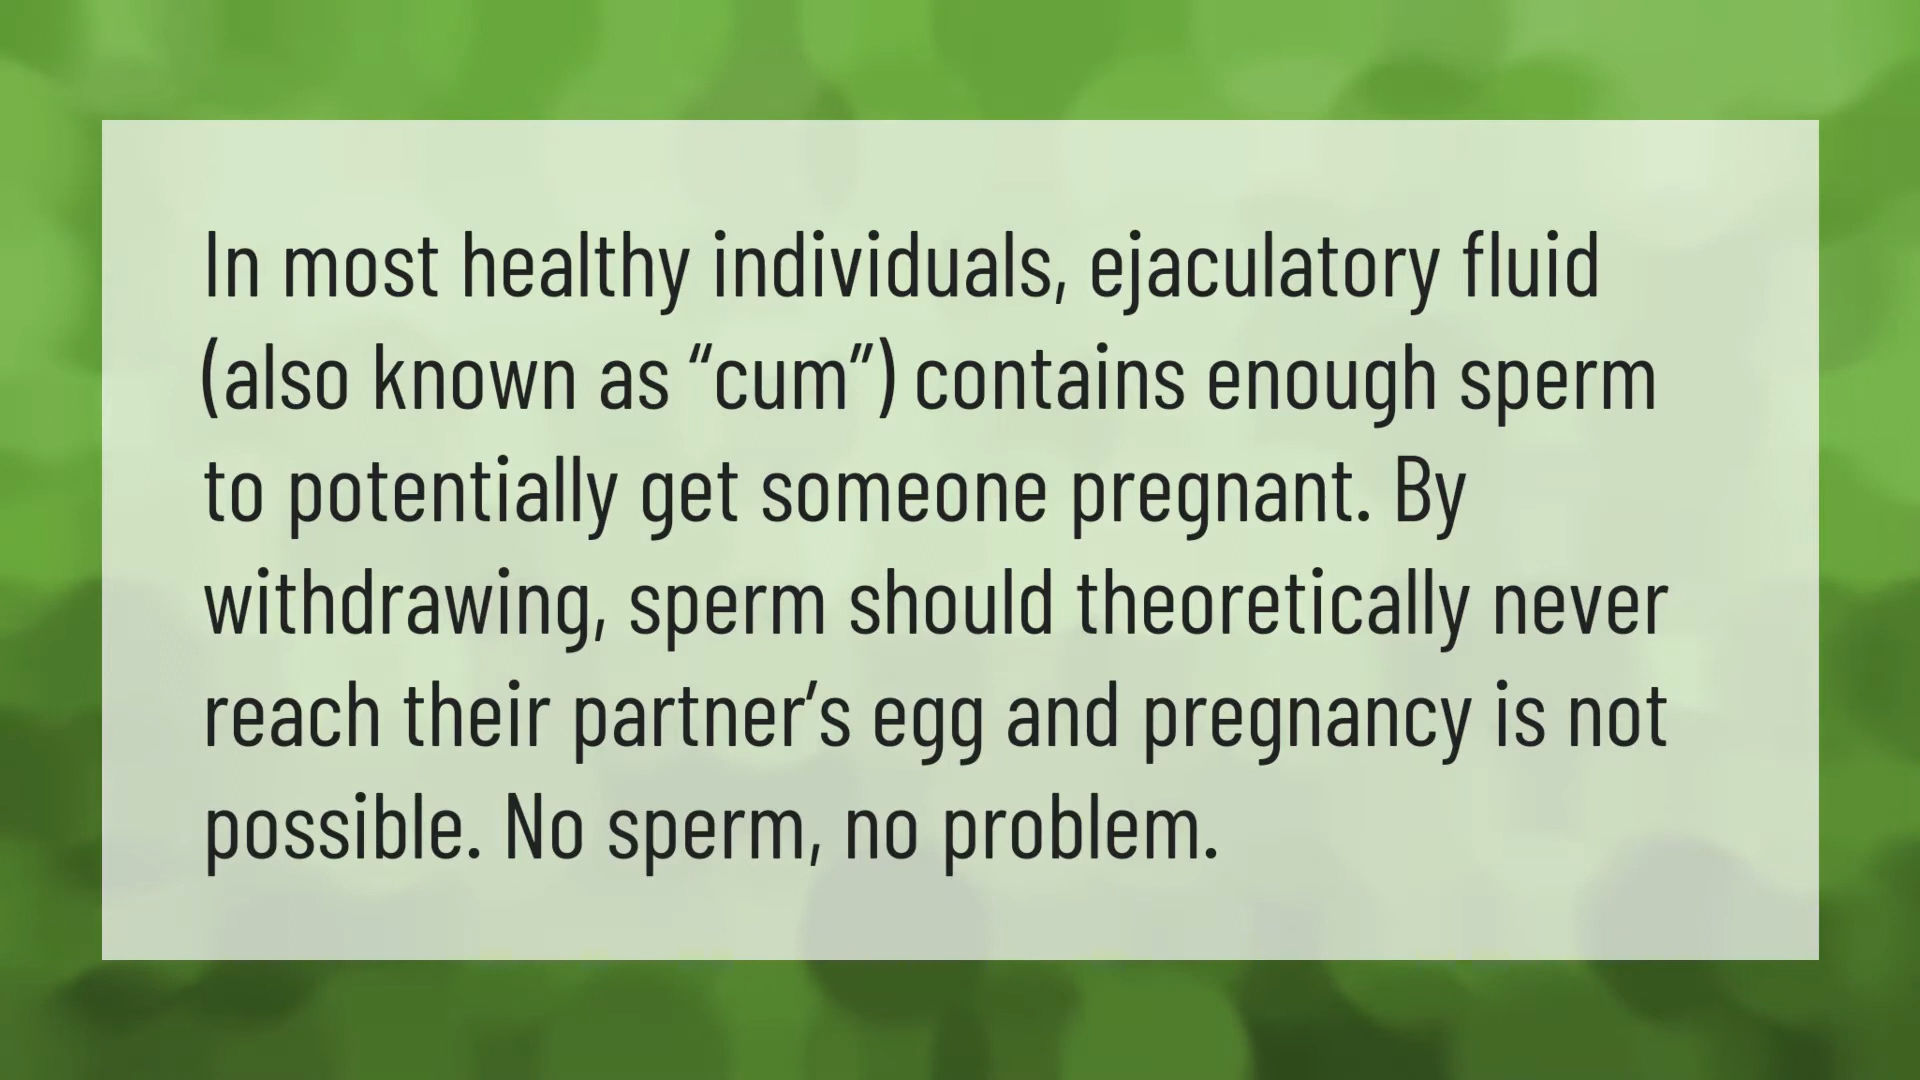 In most healthy individuals, ejaculatory fluid
(also known as “cum”) contains enough sperm
to potentially get someone pregnant. By
withdrawing, sperm should theoretically never
reach their partner’s egg and pregnancy is not
possible. No sperm, no problem.